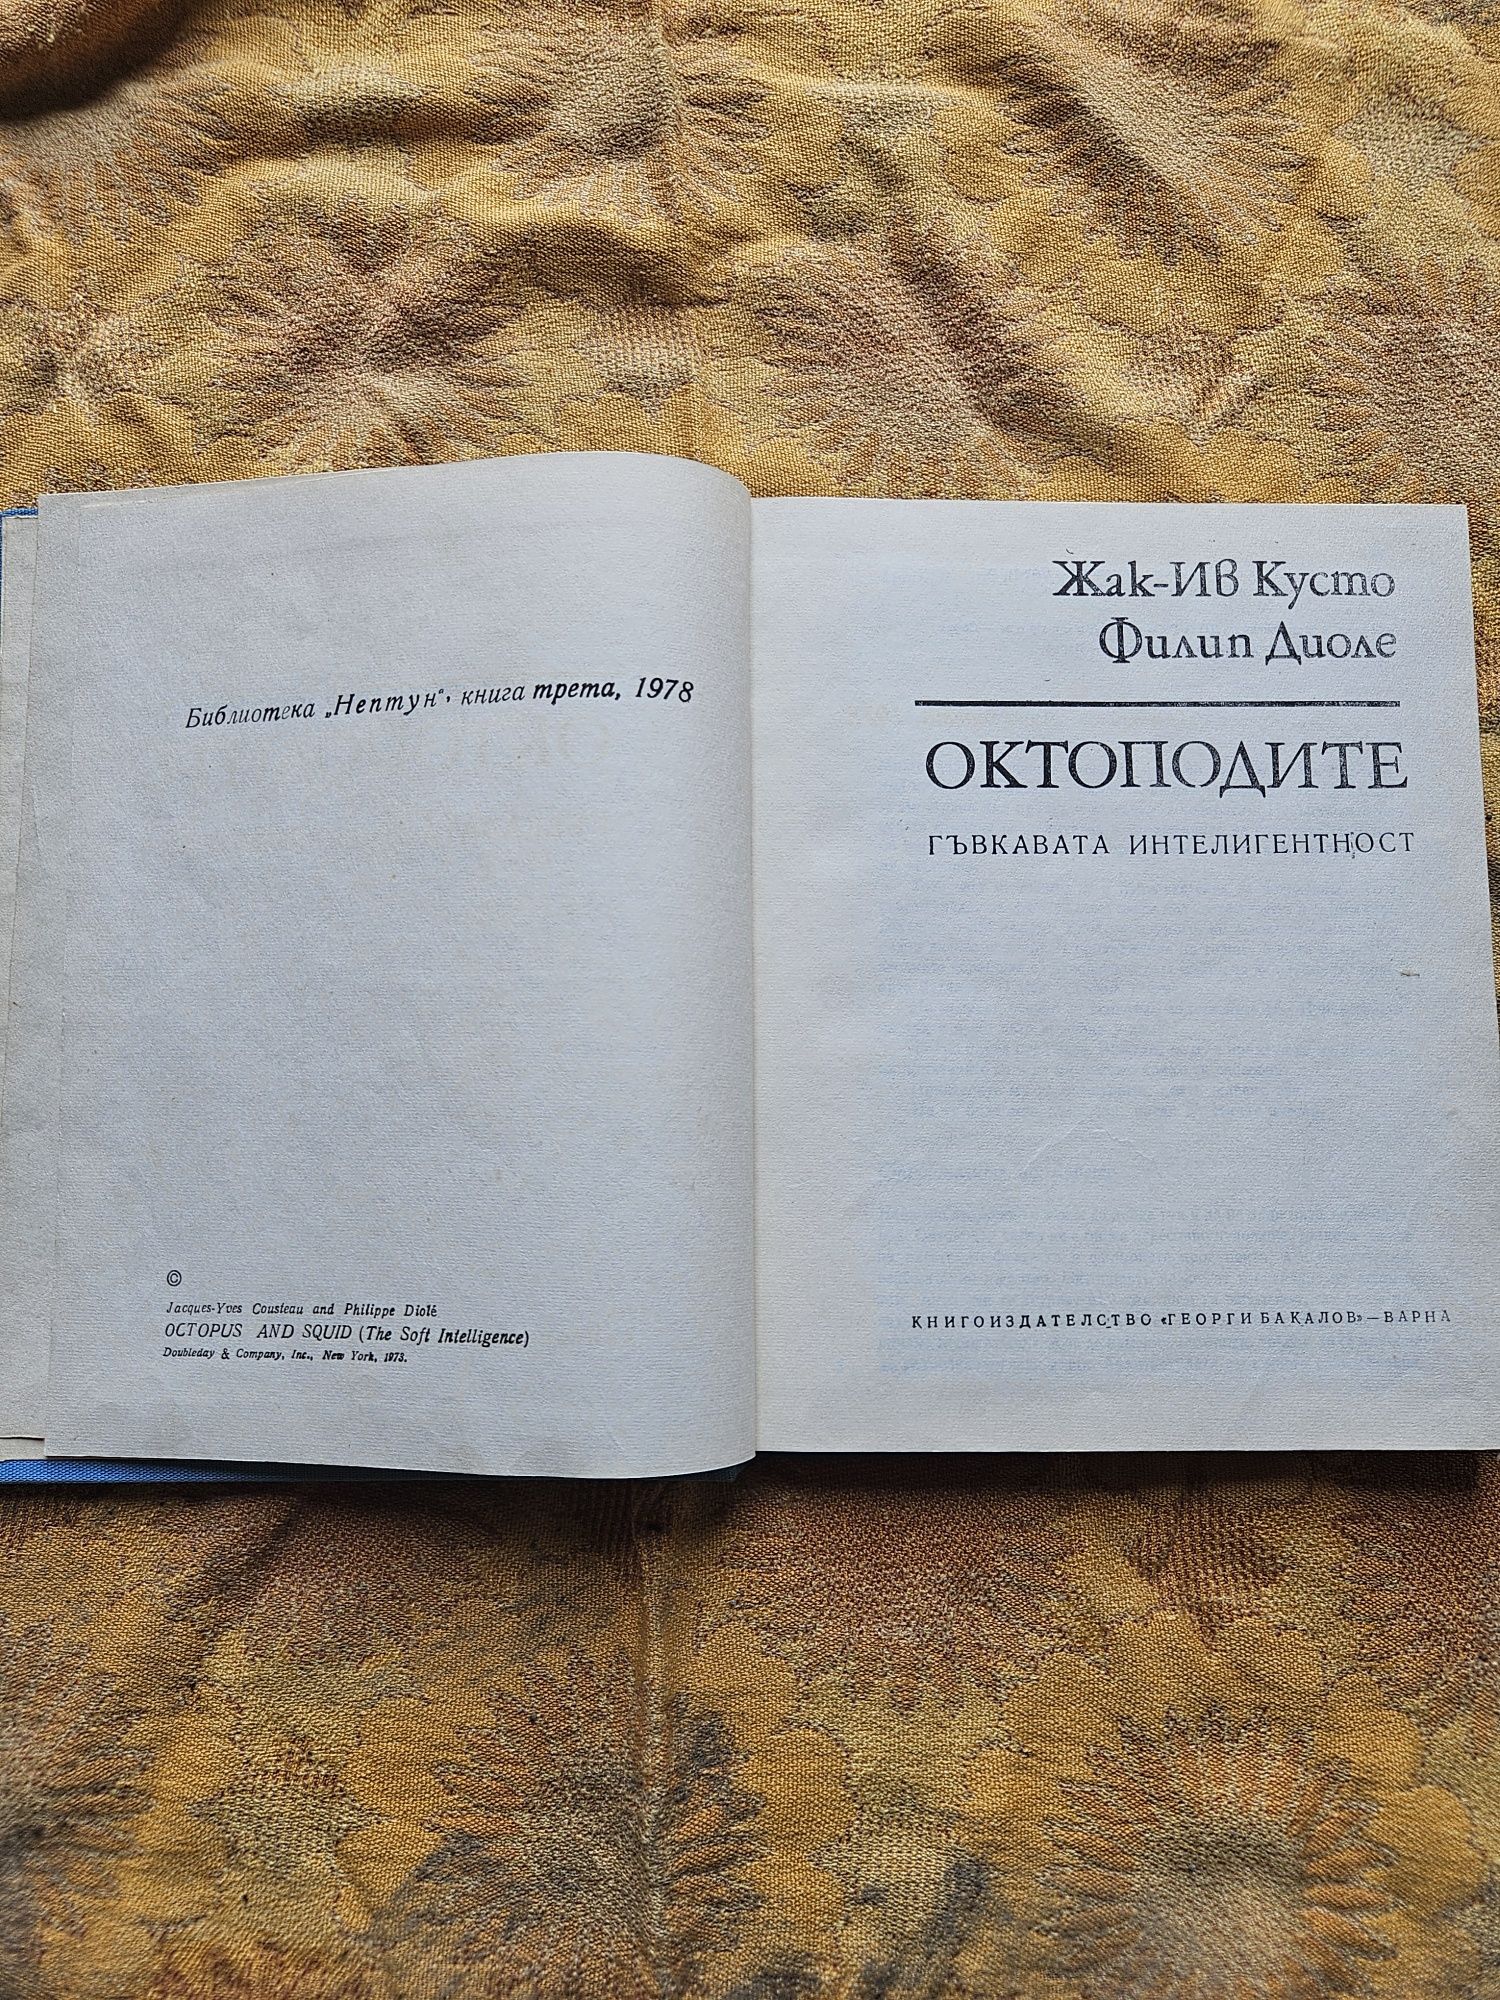 Библиотека „Нептун“, книга трета, 1978
©
Jacques-Yves Cousteau and Philippe Diolé
OCTOPUS AND SQUID (The Soft Intelligence)
Doubleday & Company, Inc., New York, 1973.
Жак-Ив Кусто
Филип Диоле
ОКТОПОДИТЕ
ГЪВКАВАТА ИНТЕЛИГЕНТНОСТ
КНИГОИЗДАТЕЛСТВО «ГЕОРГИ БАКАЛОВ» — ВАРНА